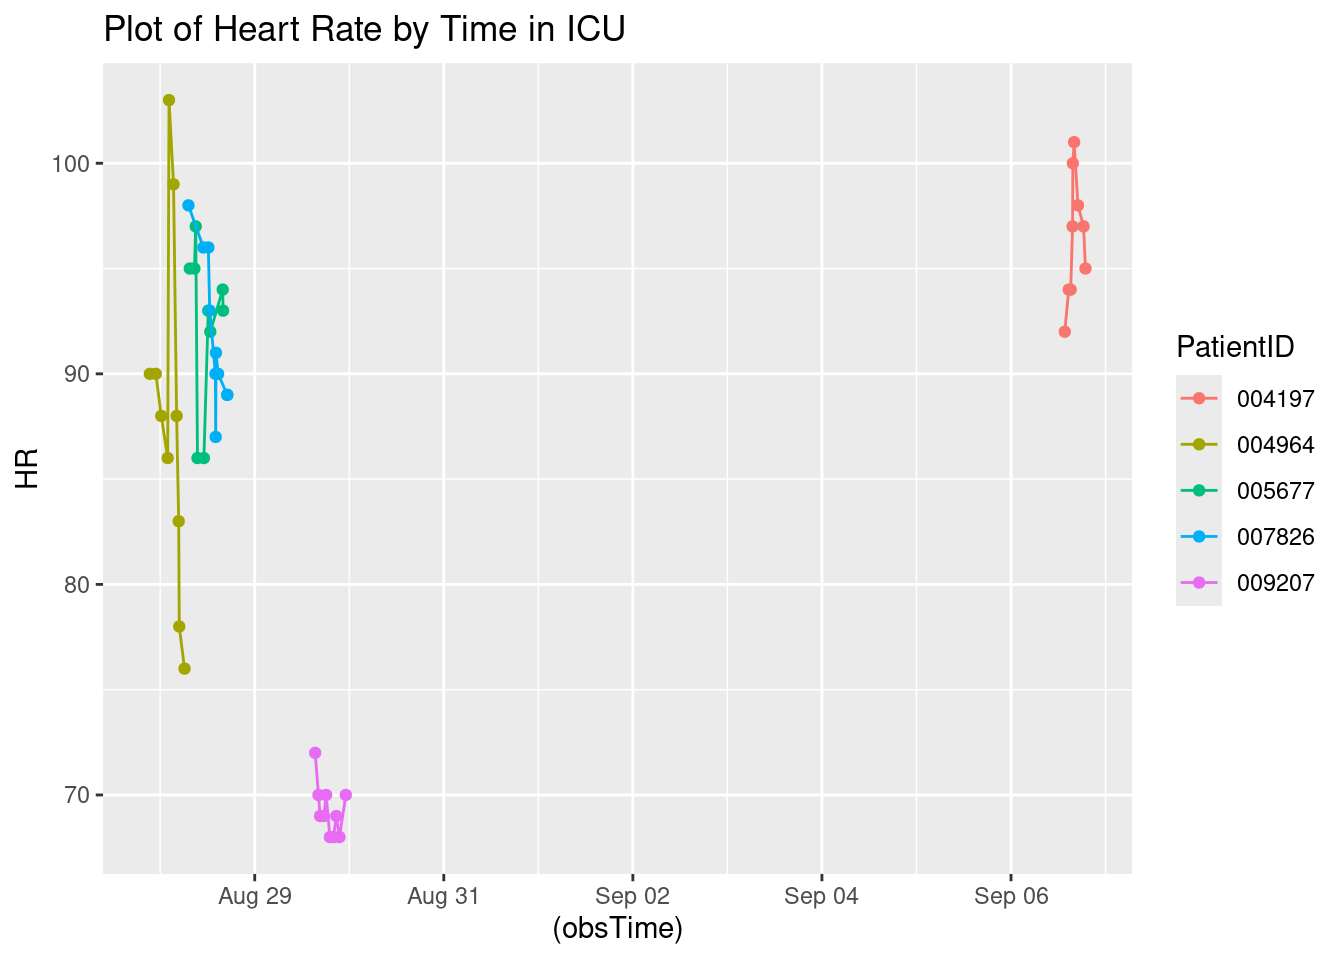 Plot of Heart Rate by Time in ICU
100
90
80
70
HR
Aug 29
Aug 31
Sep 02
Sep 04
Sep 06
(obsTime)
PatientID
004197
004964
005677
007826
009207